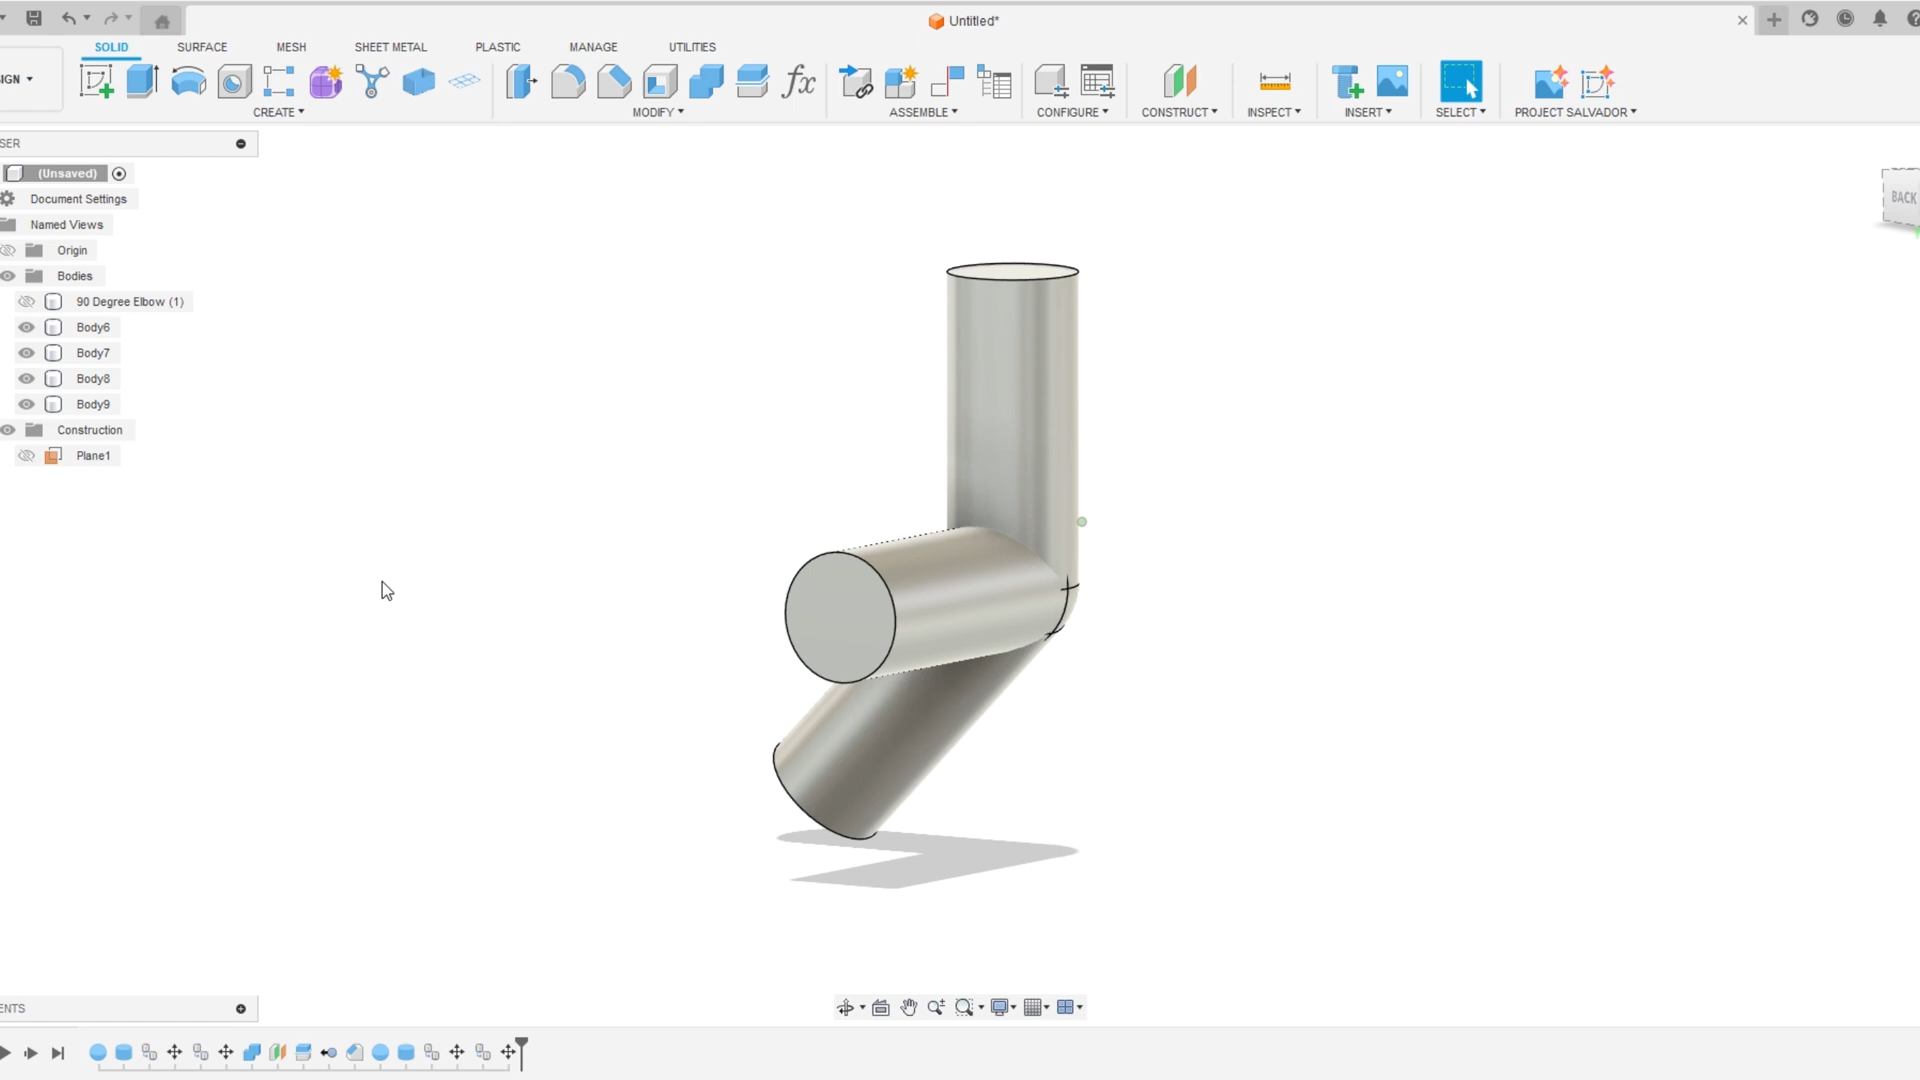 Untitled*
SOLID SURFACE MESH SHEET METAL PLASTIC MANAGE UTILITIES
IGN
fx
CREATE MODIFY ASSEMBLE CONFIGURE CONSTRUCT INSPECT INSERT SELECT PROJECT SALVADOR
SER
(Unsaved)
BACK
Document Settings
Named Views
Origin
Bodies
90 Degree Elbow (1)
Body6
Body7
Body8
Body9
Construction
Plane1
ENTS